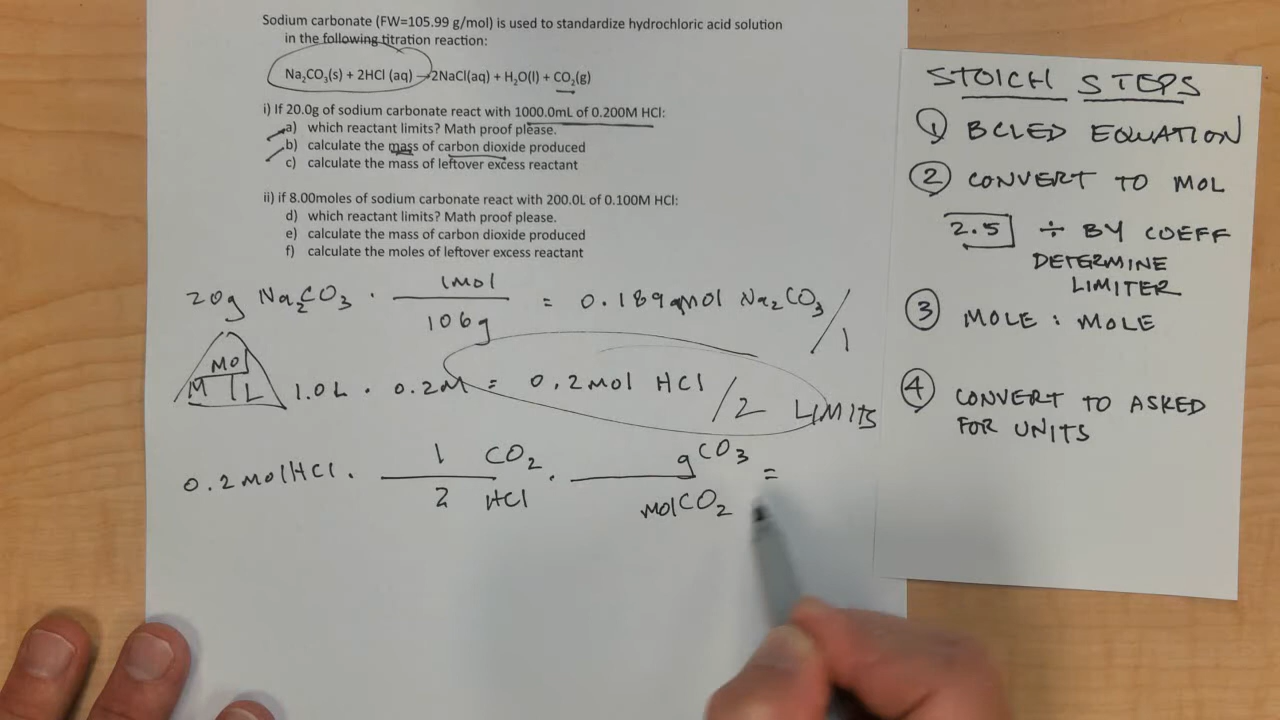 Sodium carbonate (FW=105.99 g/mol) is used to standardize hydrochloric acid solution
in the following titration reaction:
Na₂CO₃(s) + 2HCl (aq) → 2NaCl(aq) + H₂O(l) + CO₂(g)
i) If 20.0g of sodium carbonate react with 1000.0mL of 0.200M HCl:
a) which reactant limits? Math proof please.
b) calculate the mass of carbon dioxide produced
c) calculate the mass of leftover excess reactant
ii) if 8.00moles of sodium carbonate react with 200.0L of 0.100M HCl:
d) which reactant limits? Math proof please.
e) calculate the mass of carbon dioxide produced
f) calculate the moles of leftover excess reactant
20g Na₂CO₃ · 1mol / 106g = 0.189 mol Na₂CO₃ / 1
mol
M L 1.0L · 0.2M = 0.2mol HCl / 2 LIMITS
0.2molHCl · 1 CO₂ / 2 HCl · g CO₃ / mol CO₂ =
STOICH STEPS
1 BCLED EQUATION
2 CONVERT TO MOL
2.5 ÷ BY COEFF
DETERMINE
LIMITER
3 MOLE : MOLE
4 CONVERT TO ASKED
FOR UNITS